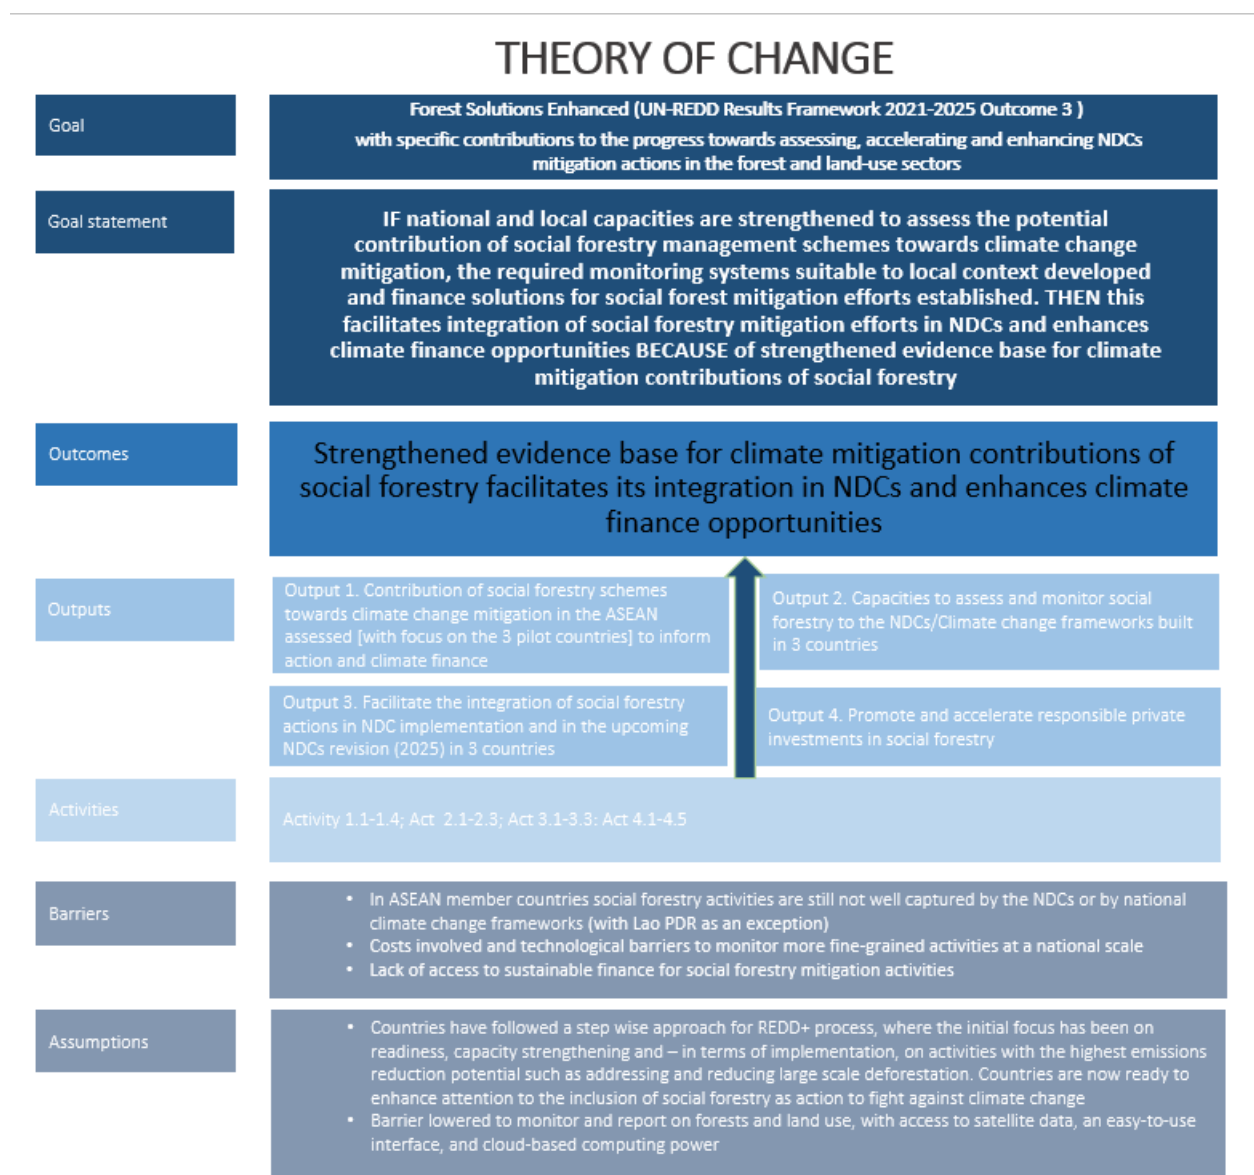 THEORY OF CHANGE
Goal
Forest Solutions Enhanced (UN-REDD Results Framework 2021-2025 Outcome 3 )
with specific contributions to the progress towards assessing, accelerating and enhancing NDCs
mitigation actions in the forest and land-use sectors
Goal statement
IF national and local capacities are strengthened to assess the potential
contribution of social forestry management schemes towards climate change
mitigation, the required monitoring systems suitable to local context developed
and finance solutions for social forest mitigation efforts established. THEN this
facilitates integration of social forestry mitigation efforts in NDCs and enhances
climate finance opportunities BECAUSE of strengthened evidence base for climate
mitigation contributions of social forestry
Outcomes
Strengthened evidence base for climate mitigation contributions of
social forestry facilitates its integration in NDCs and enhances climate
finance opportunities
Outputs
Output 1. Contribution of social forestry schemes
towards climate change mitigation in the ASEAN
assessed [with focus on the 3 pilot countries] to inform
action and climate finance
Output 2. Capacities to assess and monitor social
forestry to the NDCs/Climate change frameworks built
in 3 countries
Output 3. Facilitate the integration of social forestry
actions in NDC implementation and in the upcoming
NDCs revision (2025) in 3 countries
Output 4. Promote and accelerate responsible private
investments in social forestry
Activities
Activity 1.1-1.4; Act  2.1-2.3; Act 3.1-3.3: Act 4.1-4.5
Barriers
• In ASEAN member countries social forestry activities are still not well captured by the NDCs or by national
climate change frameworks (with Lao PDR as an exception)
• Costs involved and technological barriers to monitor more fine-grained activities at a national scale
• Lack of access to sustainable finance for social forestry mitigation activities
Assumptions
• Countries have followed a step wise approach for REDD+ process, where the initial focus has been on
readiness, capacity strengthening and – in terms of implementation, on activities with the highest emissions
reduction potential such as addressing and reducing large scale deforestation. Countries are now ready to
enhance attention to the inclusion of social forestry as action to fight against climate change
• Barrier lowered to monitor and report on forests and land use, with access to satellite data, an easy-to-use
interface, and cloud-based computing power